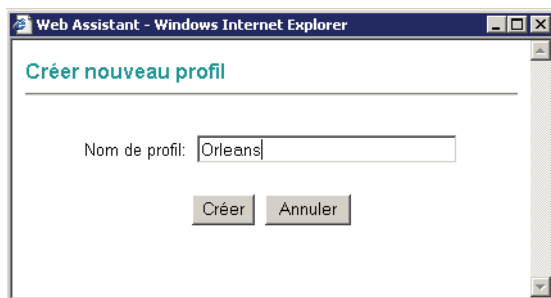 Web Assistant - Windows Internet Explorer
Créer nouveau profil
Nom de profil: Orleans
Créer Annuler